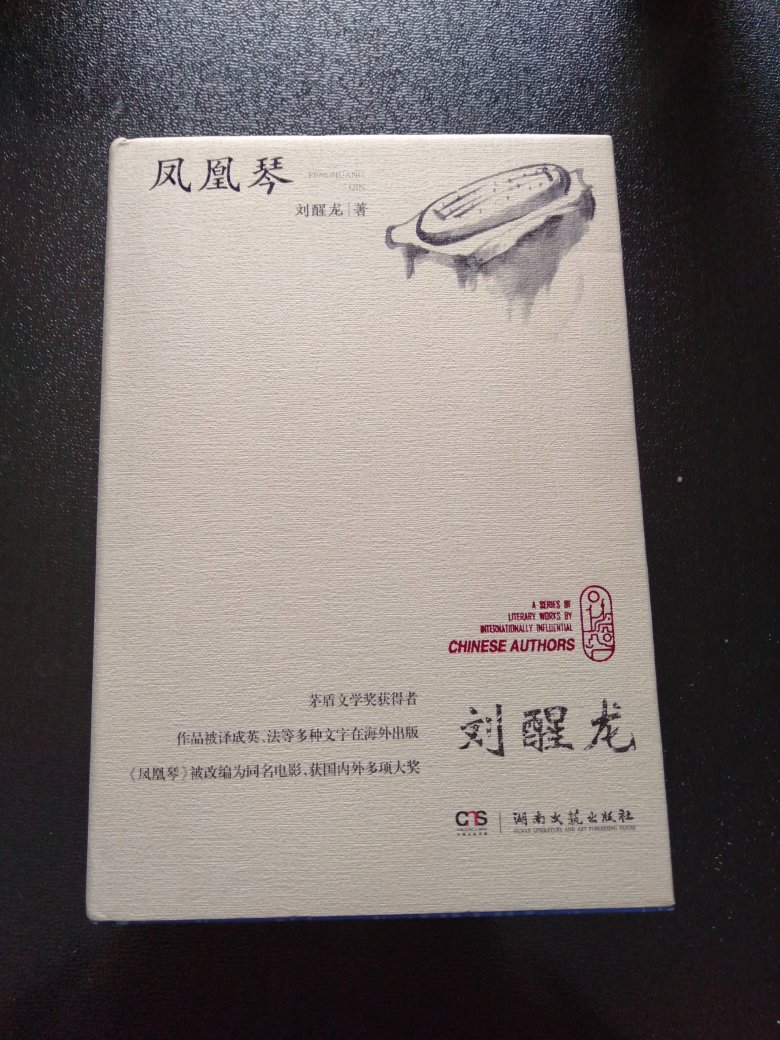 凤凰琴
FENGHUANG
QIN
刘醒龙|著
A SERIES OF
LITERARY WORKS BY
INTERNATIONALLY INFLUENTIAL
CHINESE AUTHORS
茅盾文学奖获得者
作品被译成英、法等多种文字在海外出版
《凤凰琴》被改编为同名电影,获国内外多项大奖
刘醒龙
CNS
湖南文艺出版社
HUNAN LITERATURE AND ART PUBLISHING HOUSE